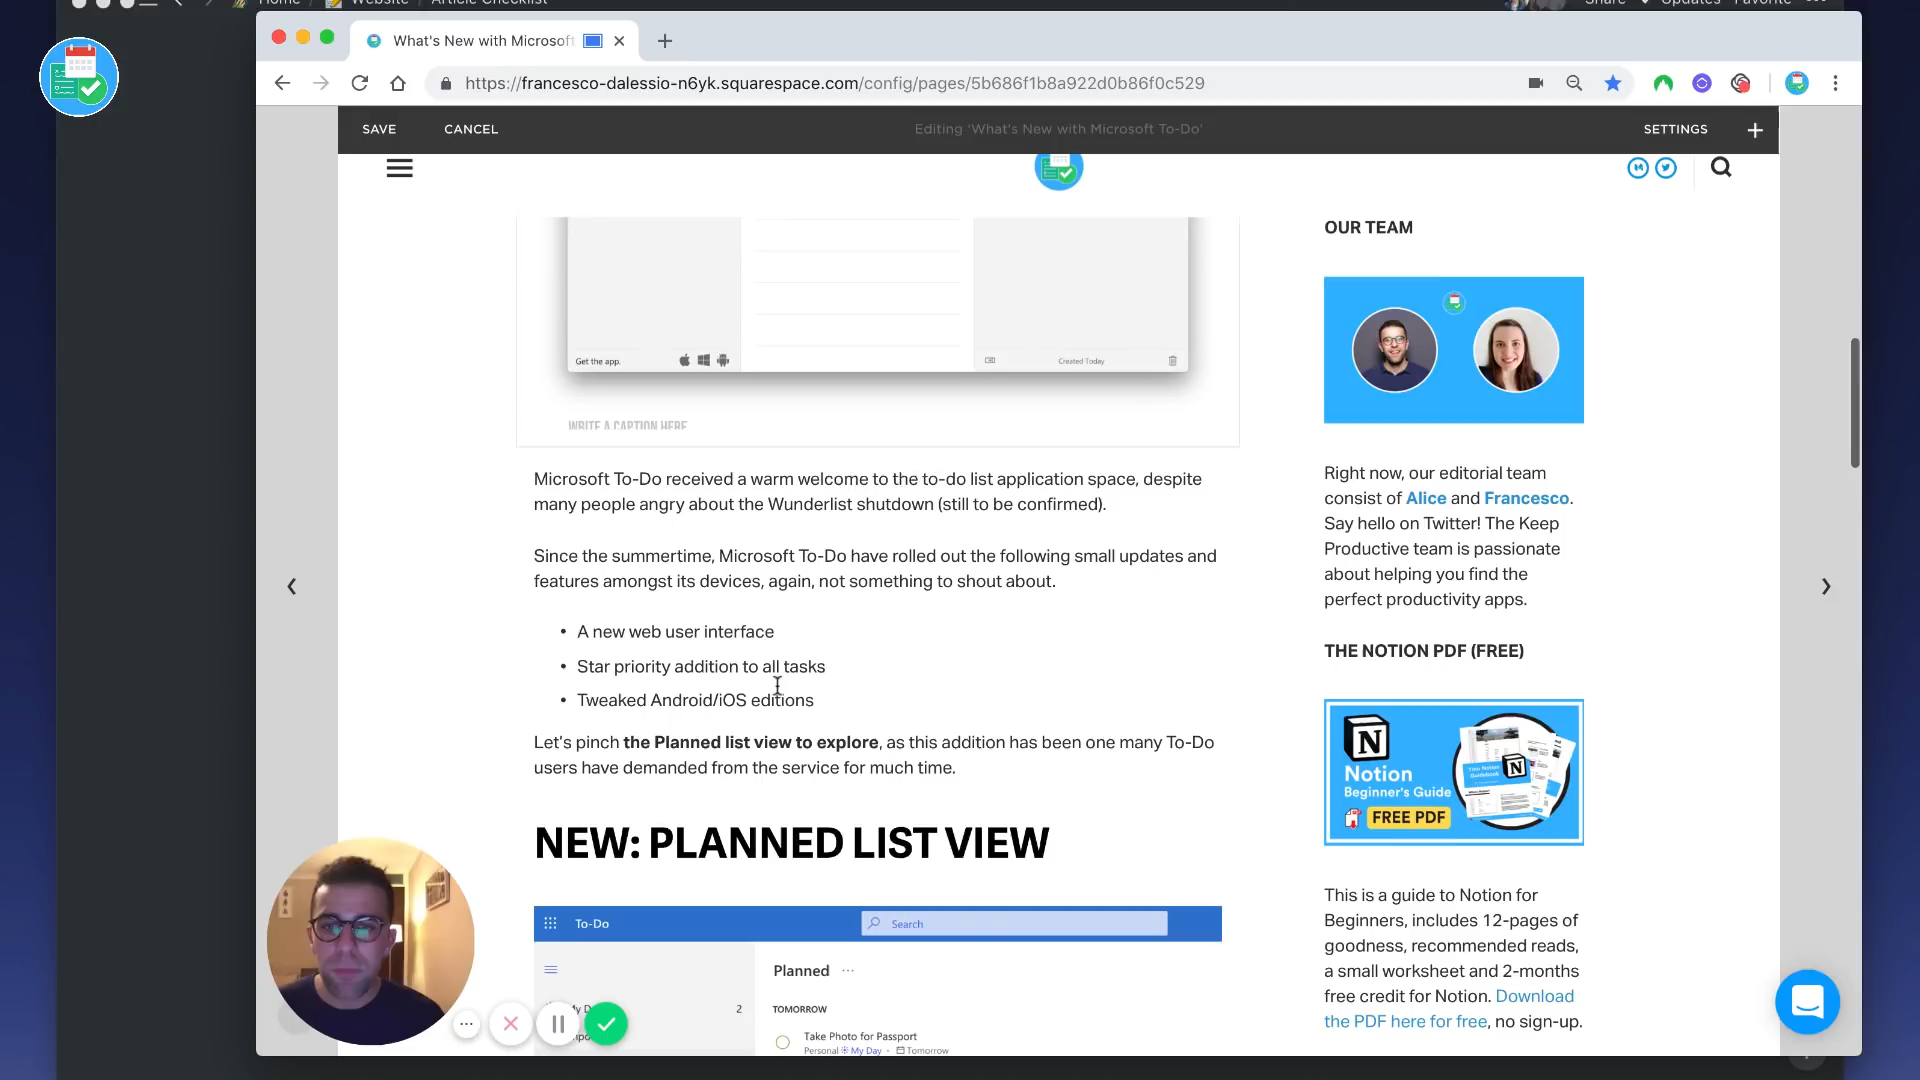 Home / Website / Article Checklist
Share Updates Favorite
What's New with Microsoft
https://francesco-dalessio-n6yk.squarespace.com/config/pages/5b686f1b8a922d0b86f0c529
SAVE CANCEL Editing 'What's New with Microsoft To-Do' SETTINGS
Get the app.
Created Today
WRITE A CAPTION HERE
Microsoft To-Do received a warm welcome to the to-do list application space, despite
many people angry about the Wunderlist shutdown (still to be confirmed).
Since the summertime, Microsoft To-Do have rolled out the following small updates and
features amongst its devices, again, not something to shout about.
• A new web user interface
• Star priority addition to all tasks
• Tweaked Android/iOS editions
Let's pinch the Planned list view to explore, as this addition has been one many To-Do
users have demanded from the service for much time.
NEW: PLANNED LIST VIEW
To-Do Search
Planned
2
TOMORROW
Take Photo for Passport
Personal My Day • Tomorrow
OUR TEAM
Right now, our editorial team
consist of Alice and Francesco.
Say hello on Twitter! The Keep
Productive team is passionate
about helping you find the
perfect productivity apps.
THE NOTION PDF (FREE)
N
Notion
Beginner's Guide
FREE PDF
This is a guide to Notion for
Beginners, includes 12-pages of
goodness, recommended reads,
a small worksheet and 2-months
free credit for Notion. Download
the PDF here for free, no sign-up.